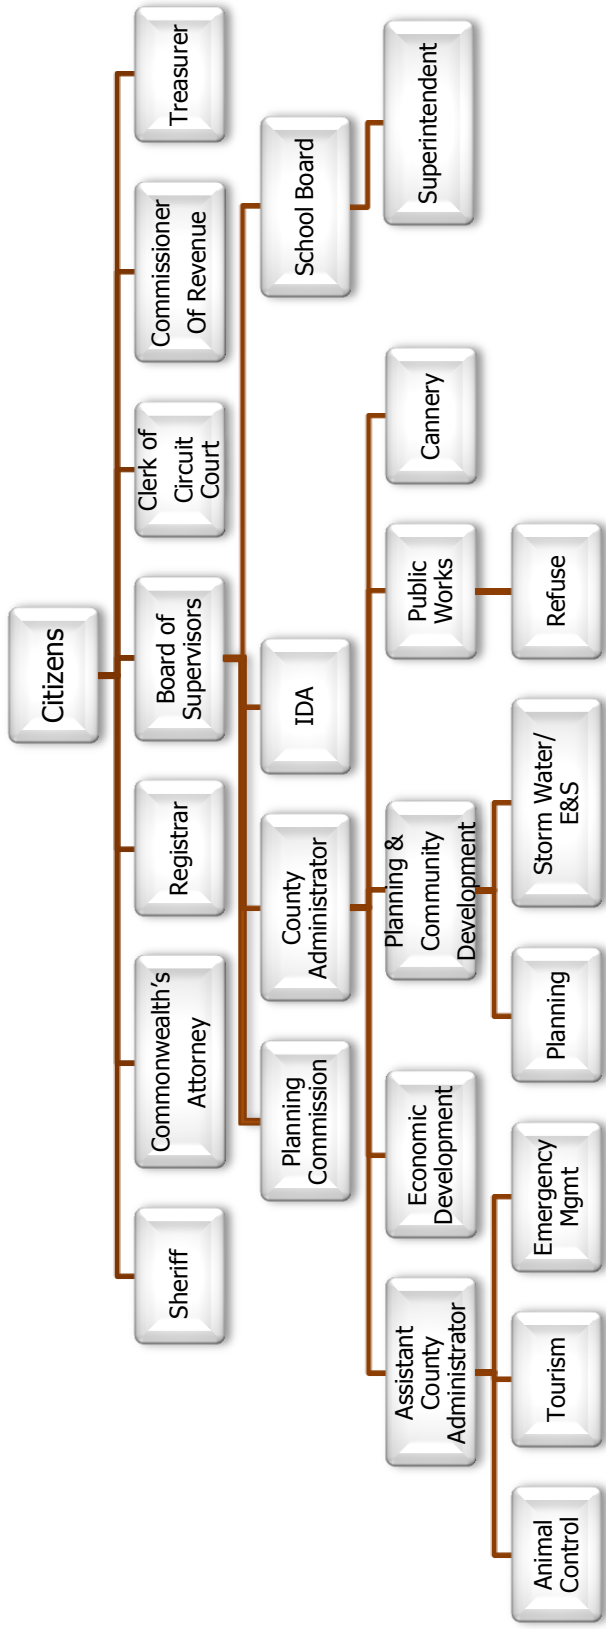 Citizens
Sheriff
Commonwealth's
Attorney
Registrar
Board of
Supervisors
Clerk of
Circuit
Court
Commissioner
Of Revenue
Treasurer
Planning
Commission
County
Administrator
IDA
School Board
Assistant
County
Administrator
Economic
Development
Planning &
Community
Development
Public
Works
Cannery
Superintendent
Animal
Control
Tourism
Emergency
Mgmt
Planning
Storm Water/
E&S
Refuse